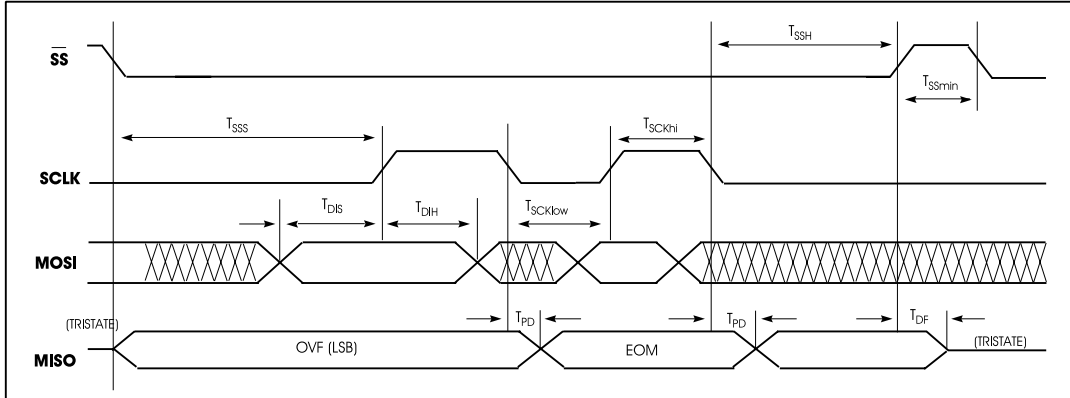 SS
T_SSH
T_SSmin
T_SSS
T_SCKhi
SCLK
T_DIS
T_DIH
T_SCKlow
MOSI
(TRISTATE)
T_PD
T_PD
T_DF
OVF (LSB)
EOM
(TRISTATE)
MISO